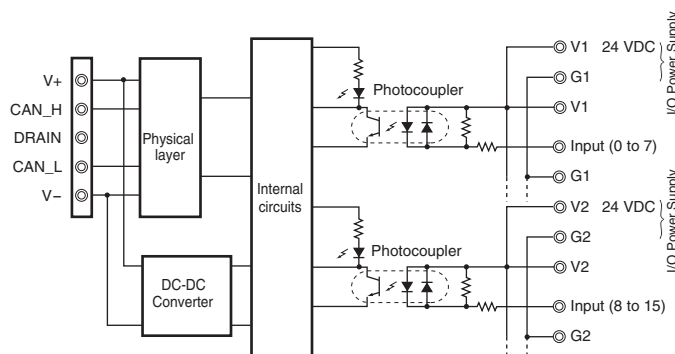 V+
CAN_H
DRAIN
CAN_L
V−
Physical
layer
DC-DC
Converter
Internal
circuits
Photocoupler
Photocoupler
V1 24 VDC
G1
V1
Input (0 to 7)
G1
I/O Power Supply
V2 24 VDC
G2
V2
Input (8 to 15)
G2
I/O Power Supply